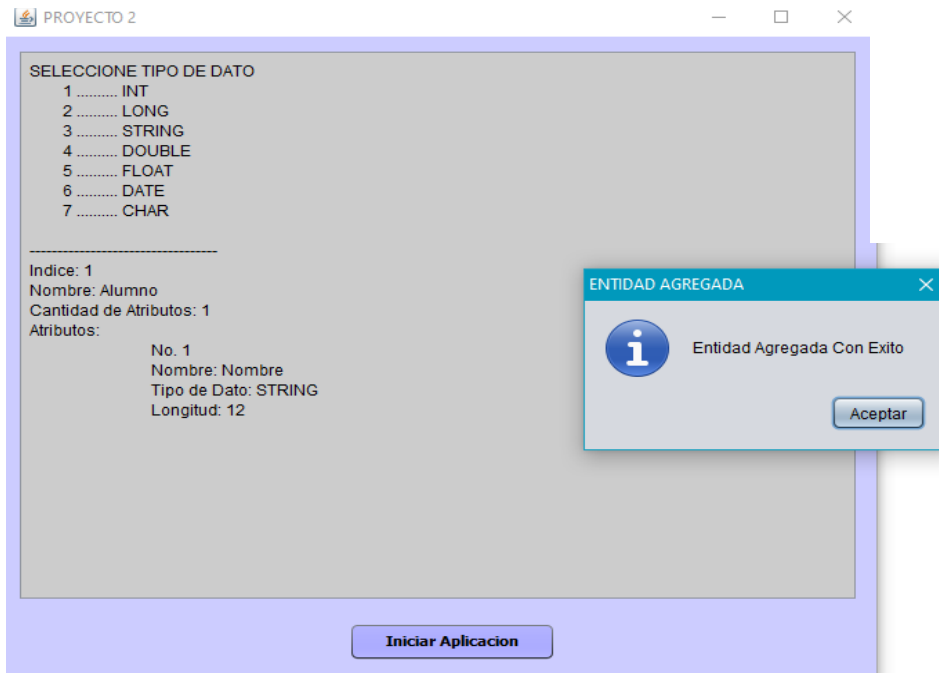 PROYECTO 2
SELECCIONE TIPO DE DATO
1 .......... INT
2 .......... LONG
3 .......... STRING
4 .......... DOUBLE
5 .......... FLOAT
6 .......... DATE
7 .......... CHAR
----------------------------------
Indice: 1
Nombre: Alumno
Cantidad de Atributos: 1
Atributos:
No. 1
Nombre: Nombre
Tipo de Dato: STRING
Longitud: 12
ENTIDAD AGREGADA
Entidad Agregada Con Exito
Aceptar
Iniciar Aplicacion